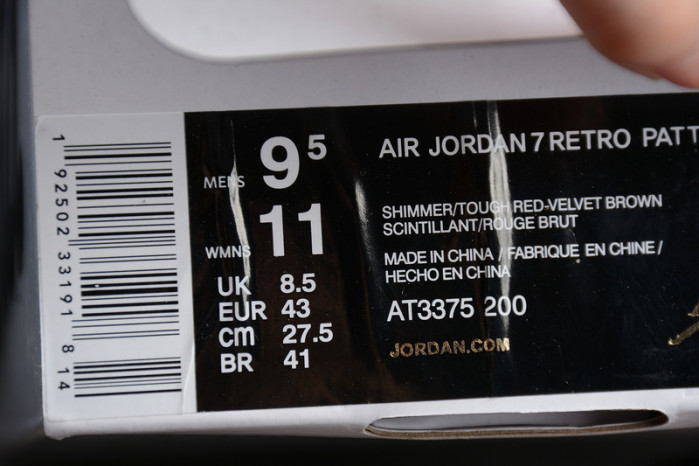 1 92502 33191 8 14
MENS 9⁵
WMNS 11
UK 8.5
EUR 43
cm 27.5
BR 41
AIR JORDAN 7 RETRO PATT
SHIMMER/TOUGH RED-VELVET BROWN
SCINTILLANT/ROUGE BRUT
MADE IN CHINA / FABRIQUE EN CHINE /
HECHO EN CHINA
AT3375 200
JORDAN.COM